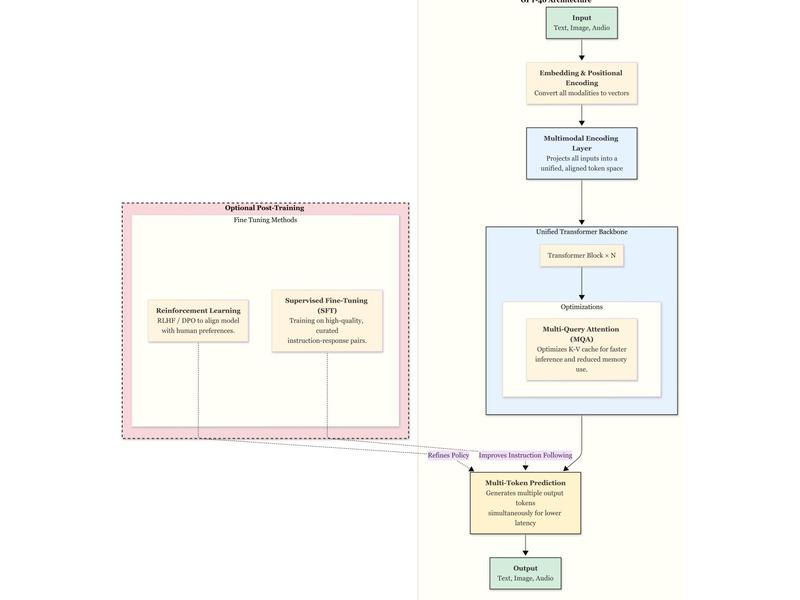 Input
Text, Image, Audio
Embedding & Positional
Encoding
Convert all modalities to vectors
Multimodal Encoding
Layer
Projects all inputs into a
unified, aligned token space
Optional Post-Training
Fine Tuning Methods
Reinforcement Learning
RLHF / DPO to align model
with human preferences.
Supervised Fine-Tuning
(SFT)
Training on high-quality,
curated
instruction-response pairs.
Unified Transformer Backbone
Transformer Block × N
Optimizations
Multi-Query Attention
(MQA)
Optimizes K-V cache for faster
inference and reduced memory
use.
Refines Policy
Improves Instruction Following
Multi-Token Prediction
Generates multiple output
tokens
simultaneously for lower
latency
Output
Text, Image, Audio